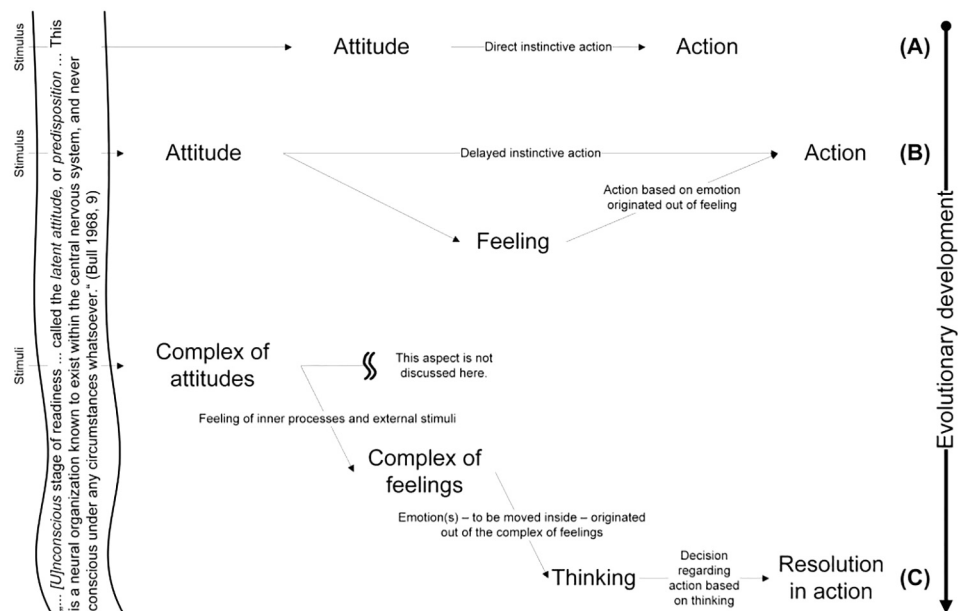 Stimulus
Attitude
Direct instinctive action
Action
(A)
Stimulus
Attitude
Delayed instinctive action
Action
(B)
Action based on emotion
originated out of feeling
Feeling
Stimuli
Complex of
attitudes
This aspect is not
discussed here.
Feeling of inner processes and external stimuli
Complex of
feelings
Emotion(s) – to be moved inside – originated
out of the complex of feelings
Thinking
Decision
regarding
action based
on thinking
Resolution
in action
(C)
"··· [U]nconscious stage of readiness ... called the latent attitude, or predisposition ... This
is a neural organization known to exist within the central nervous system, and never
conscious under any circumstances whatsoever." (Bull 1968, 9)
Evolutionary development